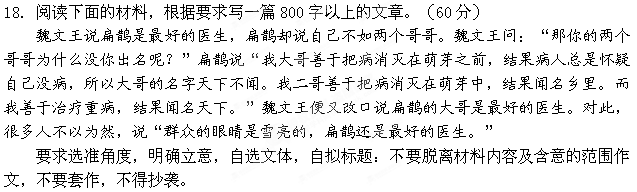 18. 阅读下面的材料，根据要求写一篇 800 字以上的文章。（60 分）
魏文王说扁鹊是最好的医生，扁鹊却说自己不如两个哥哥。魏文王问：“那你的两个
哥哥为什么没你出名呢？”扁鹊说“我大哥善于把病消灭在萌芽之前，结果病人总是怀疑
自己没病，所以大哥的名字天下不闻。我二哥善于把病消灭在萌芽中，结果闻名乡里。而
我善于治疗重病，结果闻名天下。”魏文王便又改口说扁鹊的大哥是最好的医生。对此，
很多人不以为然，说“群众的眼睛是雪亮的，扁鹊还是最好的医生。”
要求选准角度，明确立意，自选文体，自拟标题：不要脱离材料内容及含意的范围作
文，不要套作，不得抄袭。